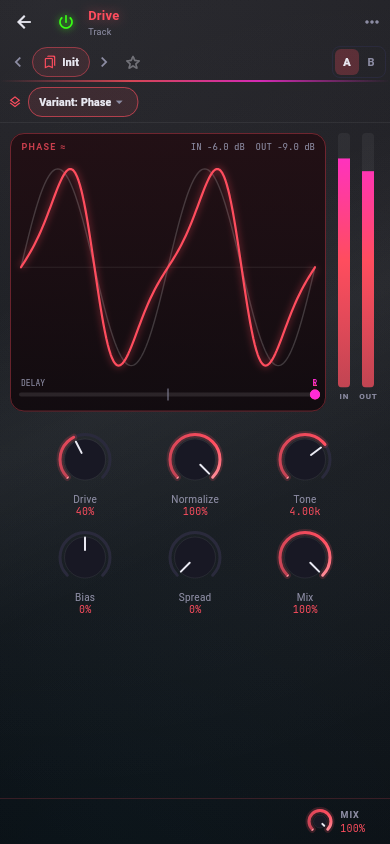 Drive
Track
Init
A B
Variant: Phase
PHASE ≈ IN -6.0 dB OUT -9.0 dB
DELAY
IN OUT
Drive Normalize Tone
40% 100% 4.00k
Bias Spread Mix
0% 0% 100%
MIX
100%